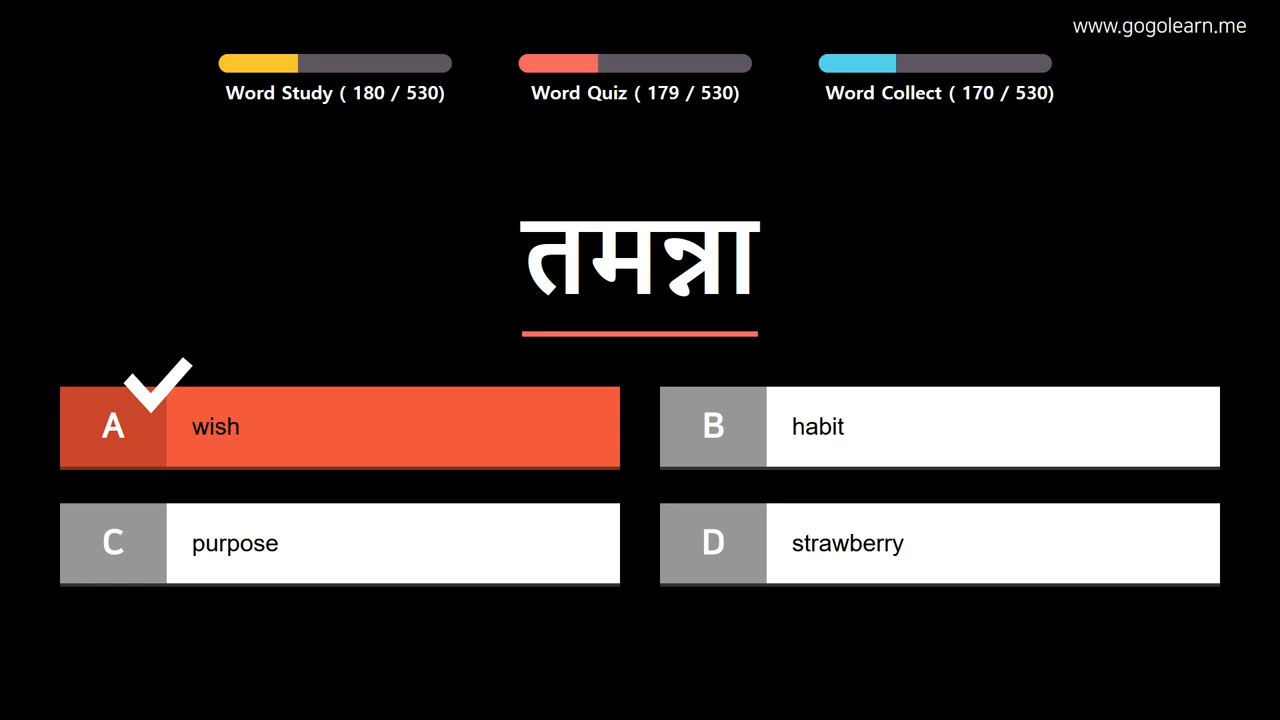 www.gogolearn.me
Word Study ( 180 / 530)
Word Quiz ( 179 / 530)
Word Collect ( 170 / 530)
तमन्ना
A wish
B habit
C purpose
D strawberry